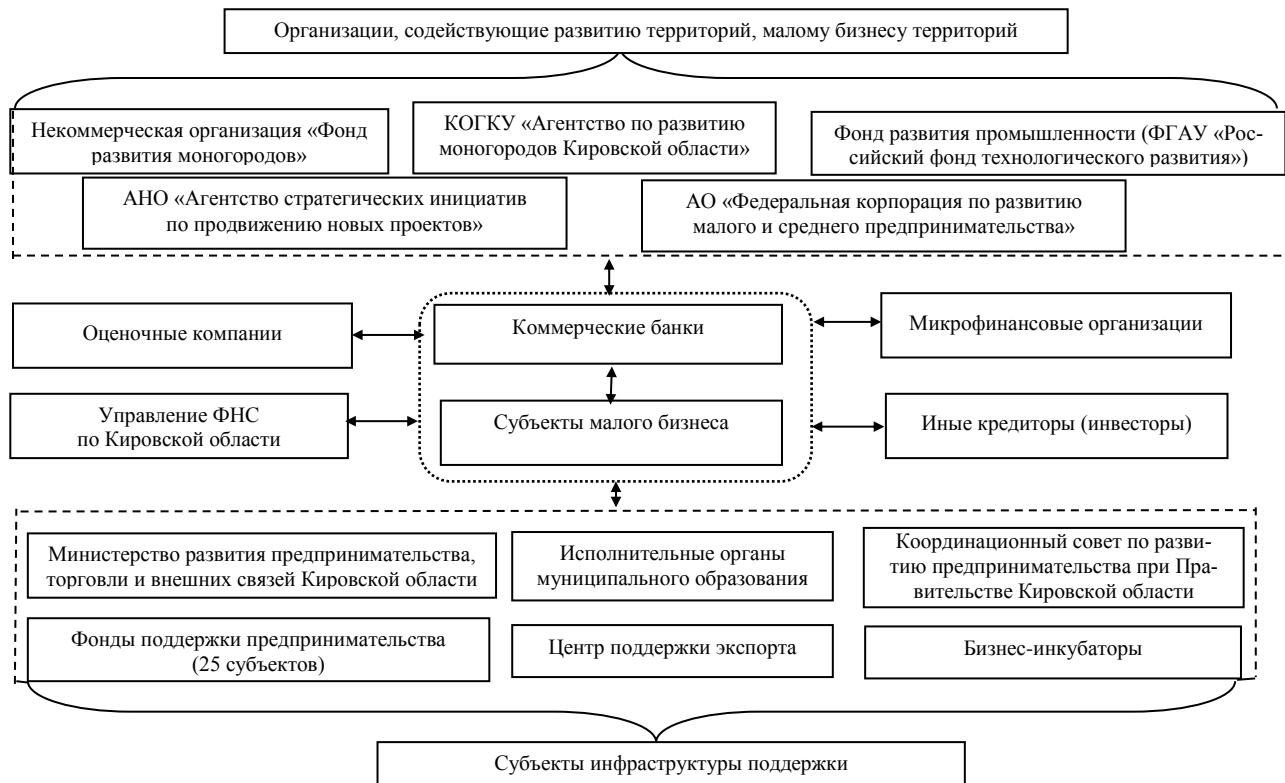 Организации, содействующие развитию территорий, малому бизнесу территорий
Некоммерческая организация «Фонд
развития моногородов»
КОГКУ «Агентство по развитию
моногородов Кировской области»
Фонд развития промышленности (ФГАУ «Рос-
сийский фонд технологического развития»)
АНО «Агентство стратегических инициатив
по продвижению новых проектов»
АО «Федеральная корпорация по развитию
малого и среднего предпринимательства»
Оценочные компании
Коммерческие банки
Микрофинансовые организации
Управление ФНС
по Кировской области
Субъекты малого бизнеса
Иные кредиторы (инвесторы)
Министерство развития предпринимательства,
торговли и внешних связей Кировской области
Исполнительные органы
муниципального образования
Координационный совет по разви-
тию предпринимательства при Пра-
вительстве Кировской области
Фонды поддержки предпринимательства
(25 субъектов)
Центр поддержки экспорта
Бизнес-инкубаторы
Субъекты инфраструктуры поддержки